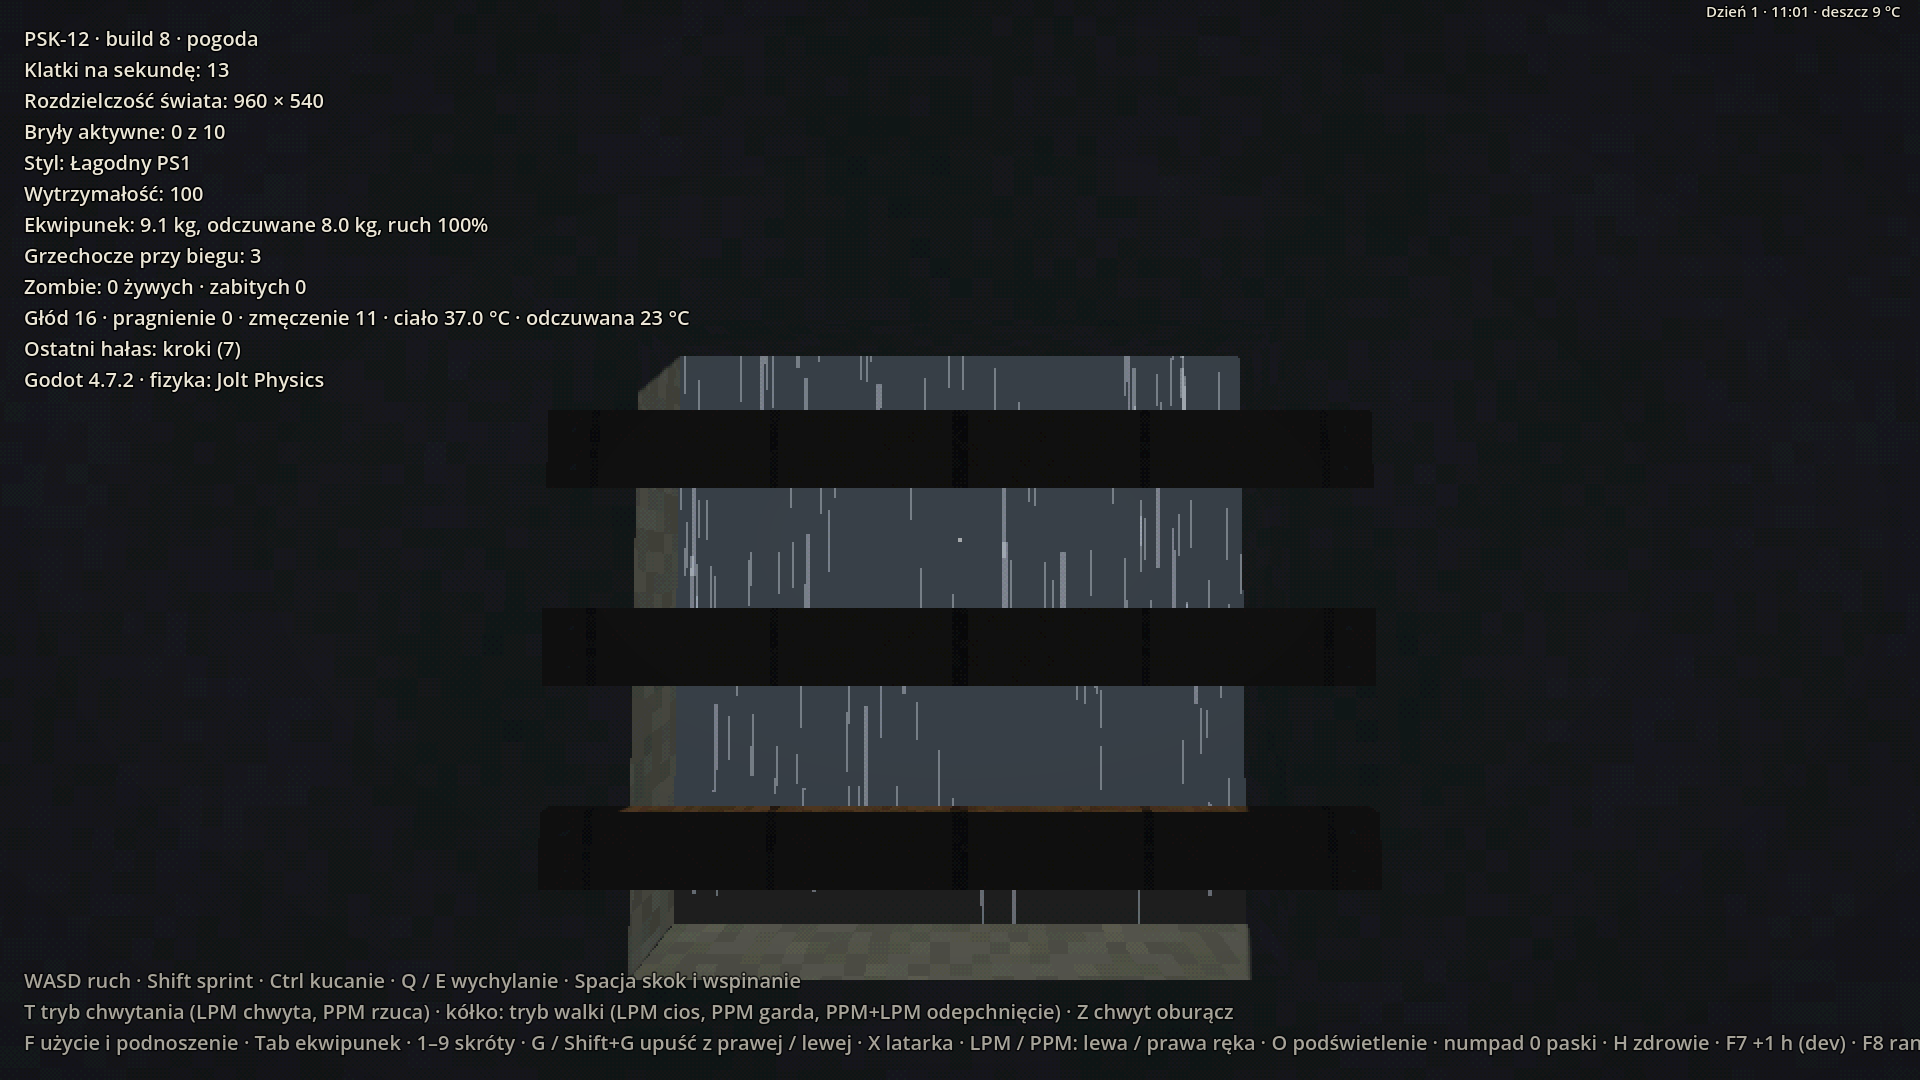 Dzień 1 · 11:01 · deszcz 9 °C
PSK-12 · build 8 · pogoda
Klatki na sekundę: 13
Rozdzielczość świata: 960 × 540
Bryły aktywne: 0 z 10
Styl: Łagodny PS1
Wytrzymałość: 100
Ekwipunek: 9.1 kg, odczuwane 8.0 kg, ruch 100%
Grzechocze przy biegu: 3
Zombie: 0 żywych · zabitych 0
Głód 16 · pragnienie 0 · zmęczenie 11 · ciało 37.0 °C · odczuwana 23 °C
Ostatni hałas: kroki (7)
Godot 4.7.2 · fizyka: Jolt Physics
WASD ruch · Shift sprint · Ctrl kucanie · Q / E wychylanie · Spacja skok i wspinanie
T tryb chwytania (LPM chwyta, PPM rzuca) · kółko: tryb walki (LPM cios, PPM garda, PPM+LPM odepchnięcie) · Z chwyt oburącz
F użycie i podnoszenie · Tab ekwipunek · 1–9 skróty · G / Shift+G upuść z prawej / lewej · X latarka · LPM / PPM: lewa / prawa ręka · O podświetlenie · numpad 0 paski · H zdrowie · F7 +1 h (dev) · F8 ran